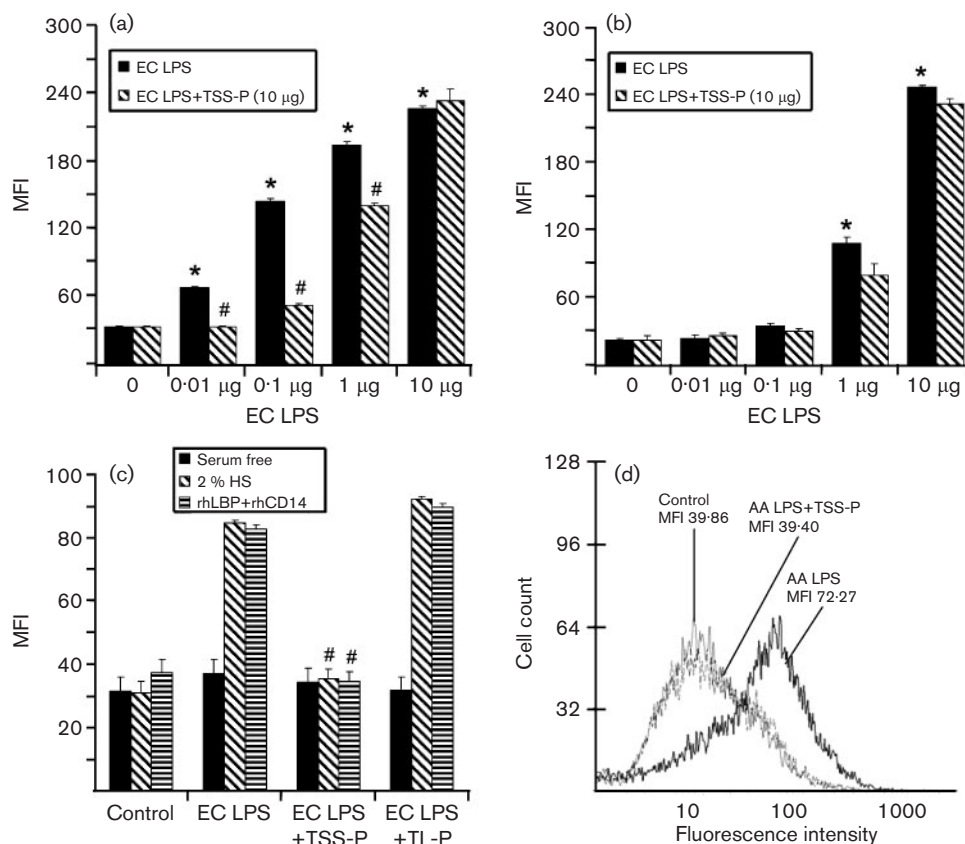 (a)
300
240
180
120
60
MFI
EC LPS
EC LPS+TSS-P (10 µg)
*
*
*
*
#
#
#
0
0·01 µg
0·1 µg
1 µg
10 µg
EC LPS
(b)
300
240
180
120
60
MFI
EC LPS
EC LPS+TSS-P (10 µg)
*
*
0
0·01 µg
0·1 µg
1 µg
10 µg
EC LPS
(c)
100
80
60
40
20
MFI
Serum free
2 % HS
rhLBP+rhCD14
# #
Control
EC LPS
EC LPS
+TSS-P
EC LPS
+TL-P
(d)
128
96
64
32
Cell count
Control
MFI 39·86
AA LPS+TSS-P
MFI 39·40
AA LPS
MFI 72·27
10
100
1000
Fluorescence intensity